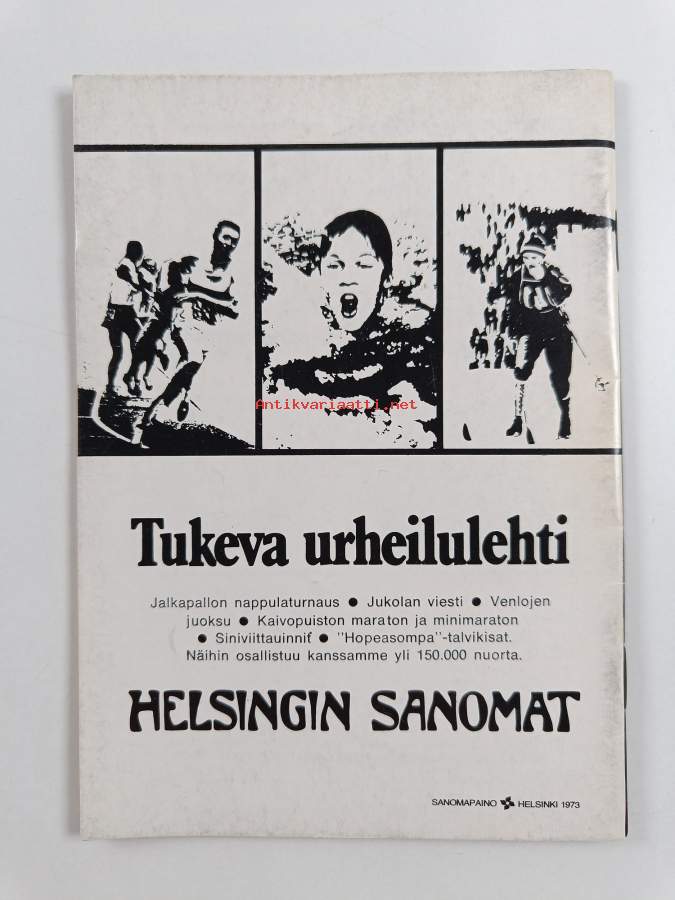 Antikvariaatti.net
Tukeva urheilulehti
Jalkapallon nappulaturnaus ● Jukolan viesti ● Venlojen
juoksu ● Kaivopuiston maraton ja minimaraton
● Siniviittauinnit ● "Hopeasompa"-talvikisat.
Näihin osallistuu kanssamme yli 150.000 nuorta.
HELSINGIN SANOMAT
SANOMAPAINO HELSINKI 1973